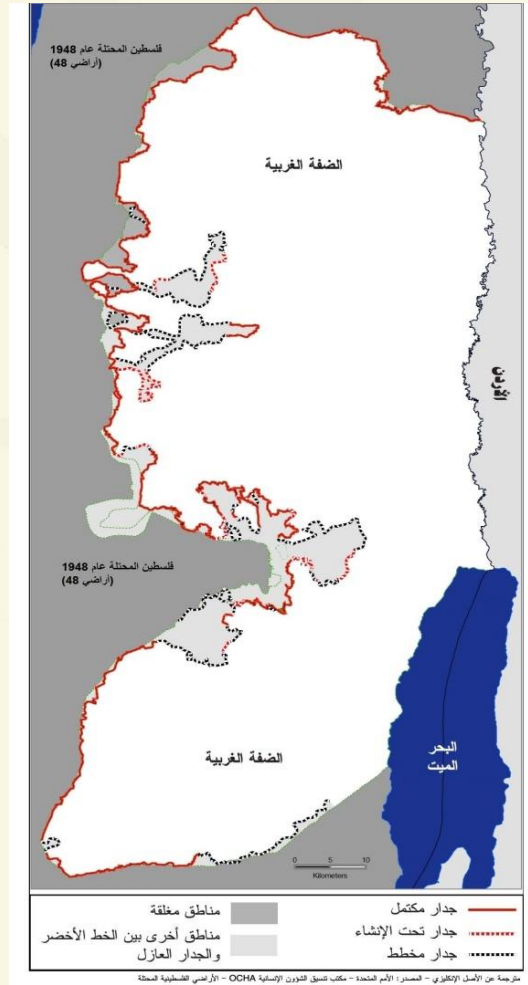 فلسطين المحتلة عام 1948
(أراضي 48)
الضفة الغربية
الأردن
فلسطين المحتلة عام 1948
(أراضي 48)
البحر
الميت
الضفة الغربية
0 5 10
Kilometers
جدار مكتمل
جدار تحت الإنشاء
جدار مخطط
مناطق مغلقة
مناطق أخرى بين الخط الأخضر
والجدار العازل
مترجمة عن الأصل الإنكليزي - المصدر: الأمم المتحدة - مكتب تنسيق الشؤون الإنسانية OCHA - الأراضي الفلسطينية المحتلة